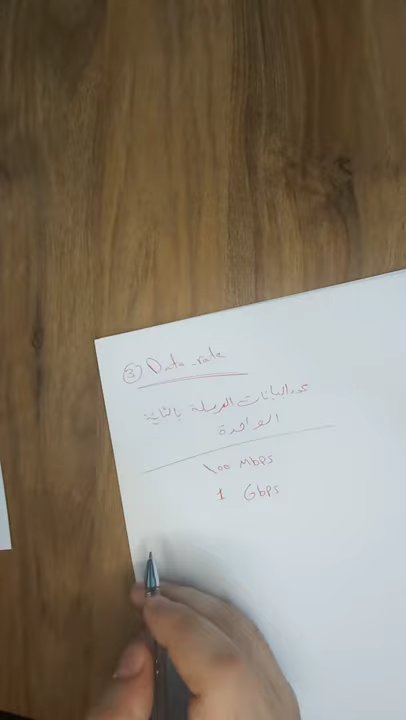 ③ Data rate
عدد البيانات المرسلة بالثانية
الواحدة
100 Mbps
1 Gbps